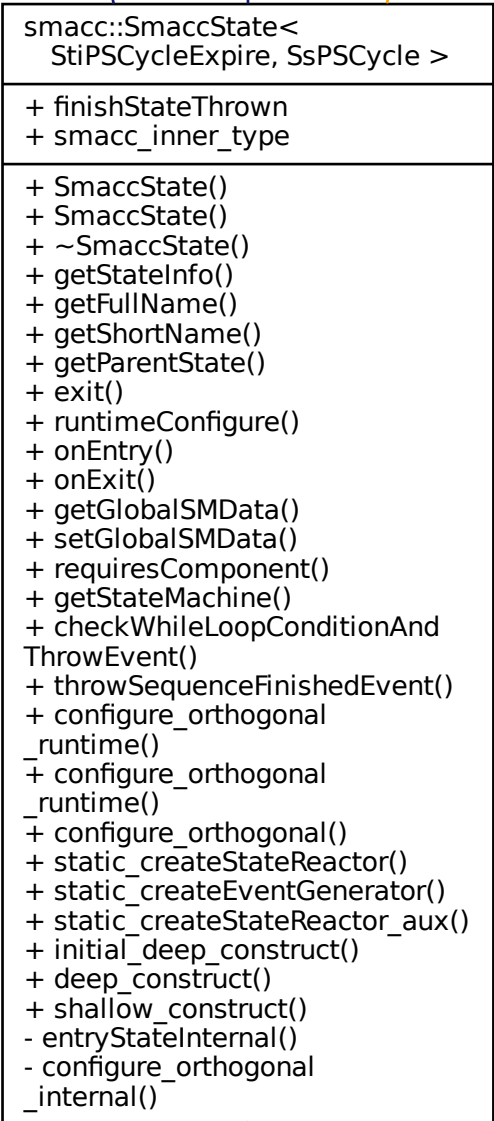 smacc::SmaccState<
StiPSCycleExpire, SsPSCycle >
+ finishStateThrown
+ smacc_inner_type
+ SmaccState()
+ SmaccState()
+ ~SmaccState()
+ getStateInfo()
+ getFullName()
+ getShortName()
+ getParentState()
+ exit()
+ runtimeConfigure()
+ onEntry()
+ onExit()
+ getGlobalSMData()
+ setGlobalSMData()
+ requiresComponent()
+ getStateMachine()
+ checkWhileLoopConditionAnd
ThrowEvent()
+ throwSequenceFinishedEvent()
+ configure_orthogonal
_runtime()
+ configure_orthogonal
_runtime()
+ configure_orthogonal()
+ static_createStateReactor()
+ static_createEventGenerator()
+ static_createStateReactor_aux()
+ initial_deep_construct()
+ deep_construct()
+ shallow_construct()
- entryStateInternal()
- configure_orthogonal
_internal()